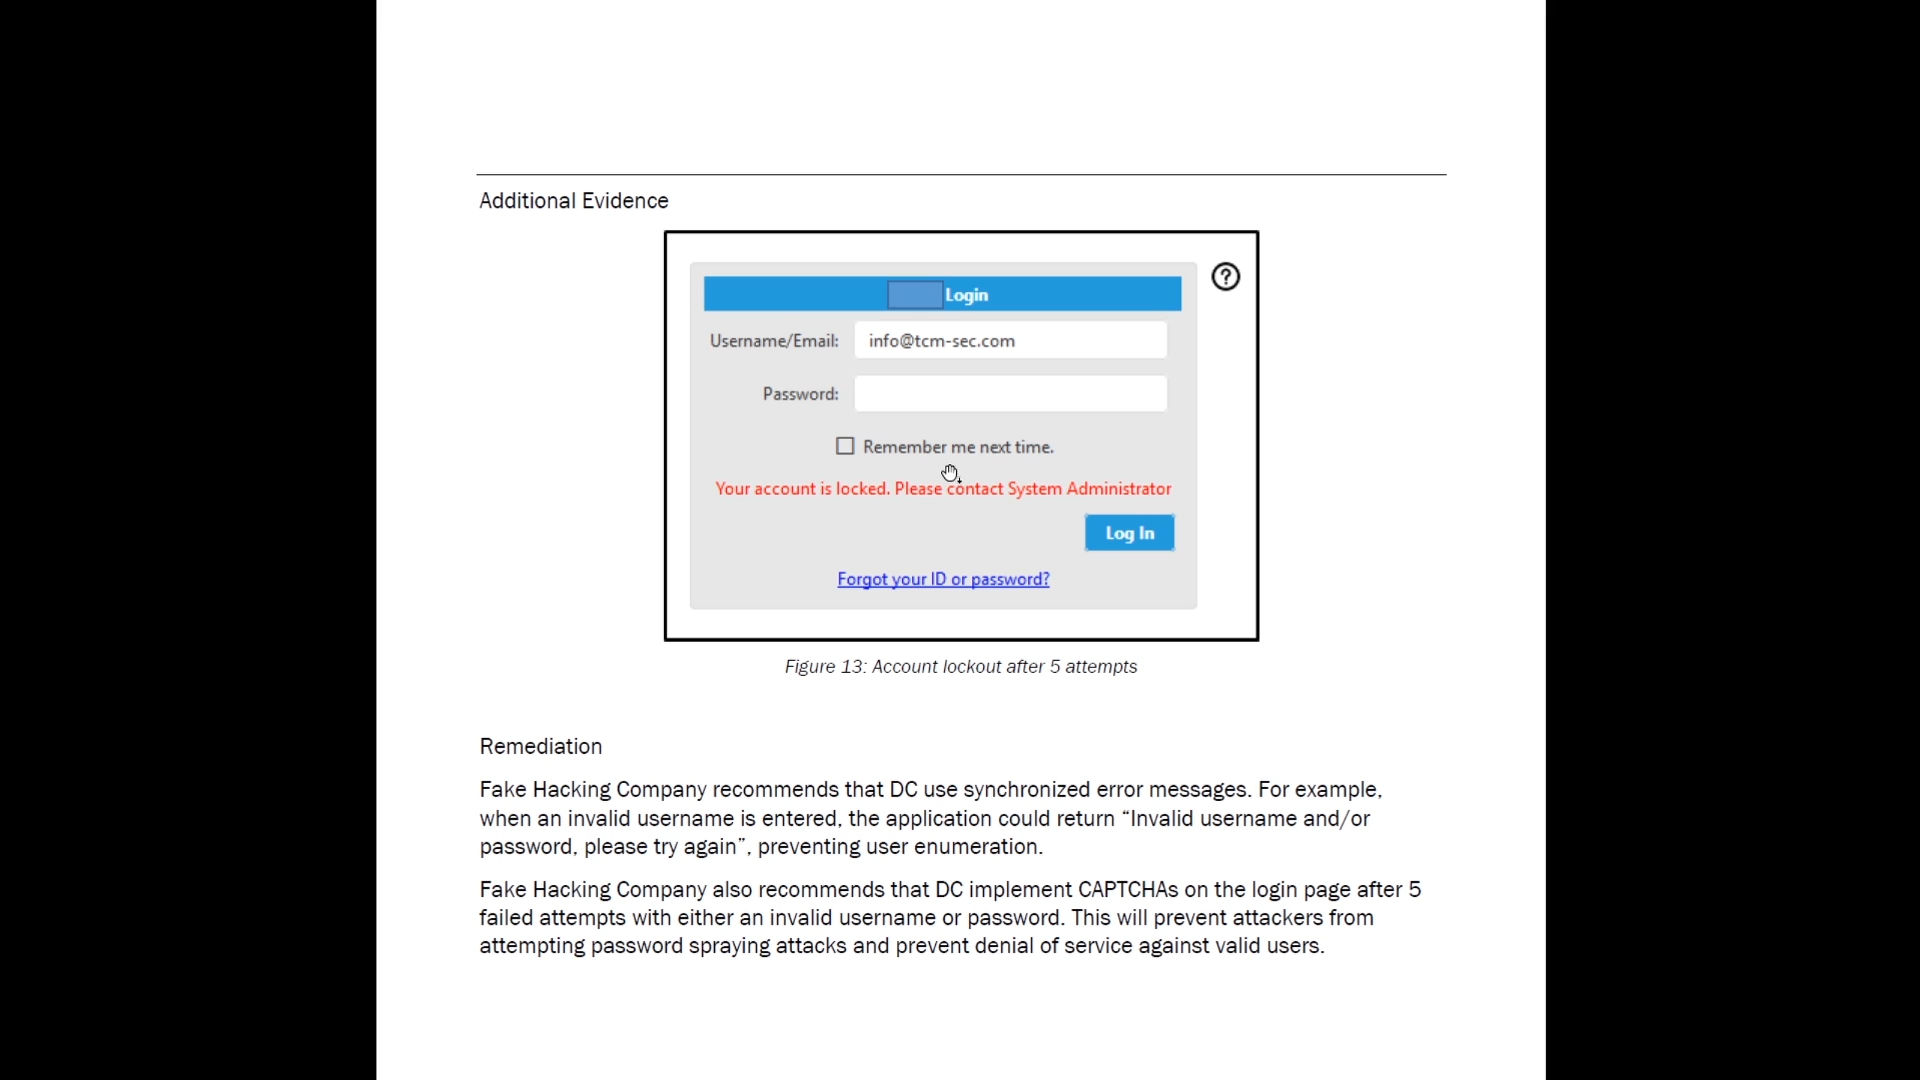 Additional Evidence
Login
Username/Email: info@tcm-sec.com
Password:
Remember me next time.
Your account is locked. Please contact System Administrator
Log In
Forgot your ID or password?
Figure 13: Account lockout after 5 attempts
Remediation
Fake Hacking Company recommends that DC use synchronized error messages. For example,
when an invalid username is entered, the application could return “Invalid username and/or
password, please try again”, preventing user enumeration.
Fake Hacking Company also recommends that DC implement CAPTCHAs on the login page after 5
failed attempts with either an invalid username or password. This will prevent attackers from
attempting password spraying attacks and prevent denial of service against valid users.